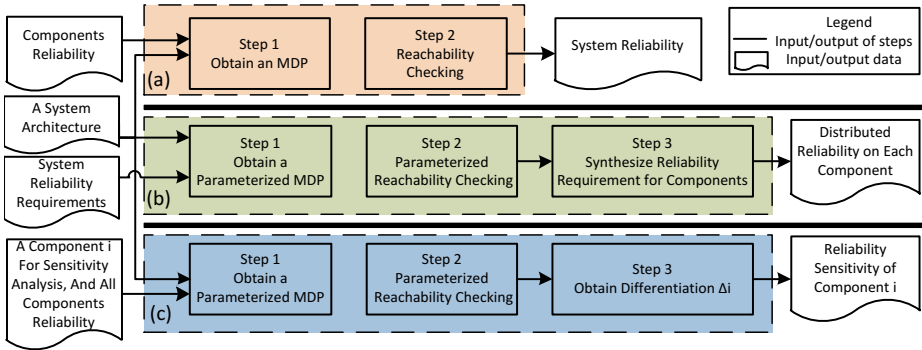 Components
Reliability
A System
Architecture
System
Reliability
Requirements
A Component i
For Sensitivity
Analysis, And All
Components
Reliability
(a)
Step 1
Obtain an MDP
Step 2
Reachability
Checking
System Reliability
Legend
Input/output of steps
Input/output data
(b)
Step 1
Obtain a
Parameterized MDP
Step 2
Parameterized
Reachability Checking
Step 3
Synthesize Reliability
Requirement for Components
Distributed
Reliability on Each
Component
(c)
Step 1
Obtain a
Parameterized MDP
Step 2
Parameterized
Reachability Checking
Step 3
Obtain Differentiation Δi
Reliability
Sensitivity of
Component i